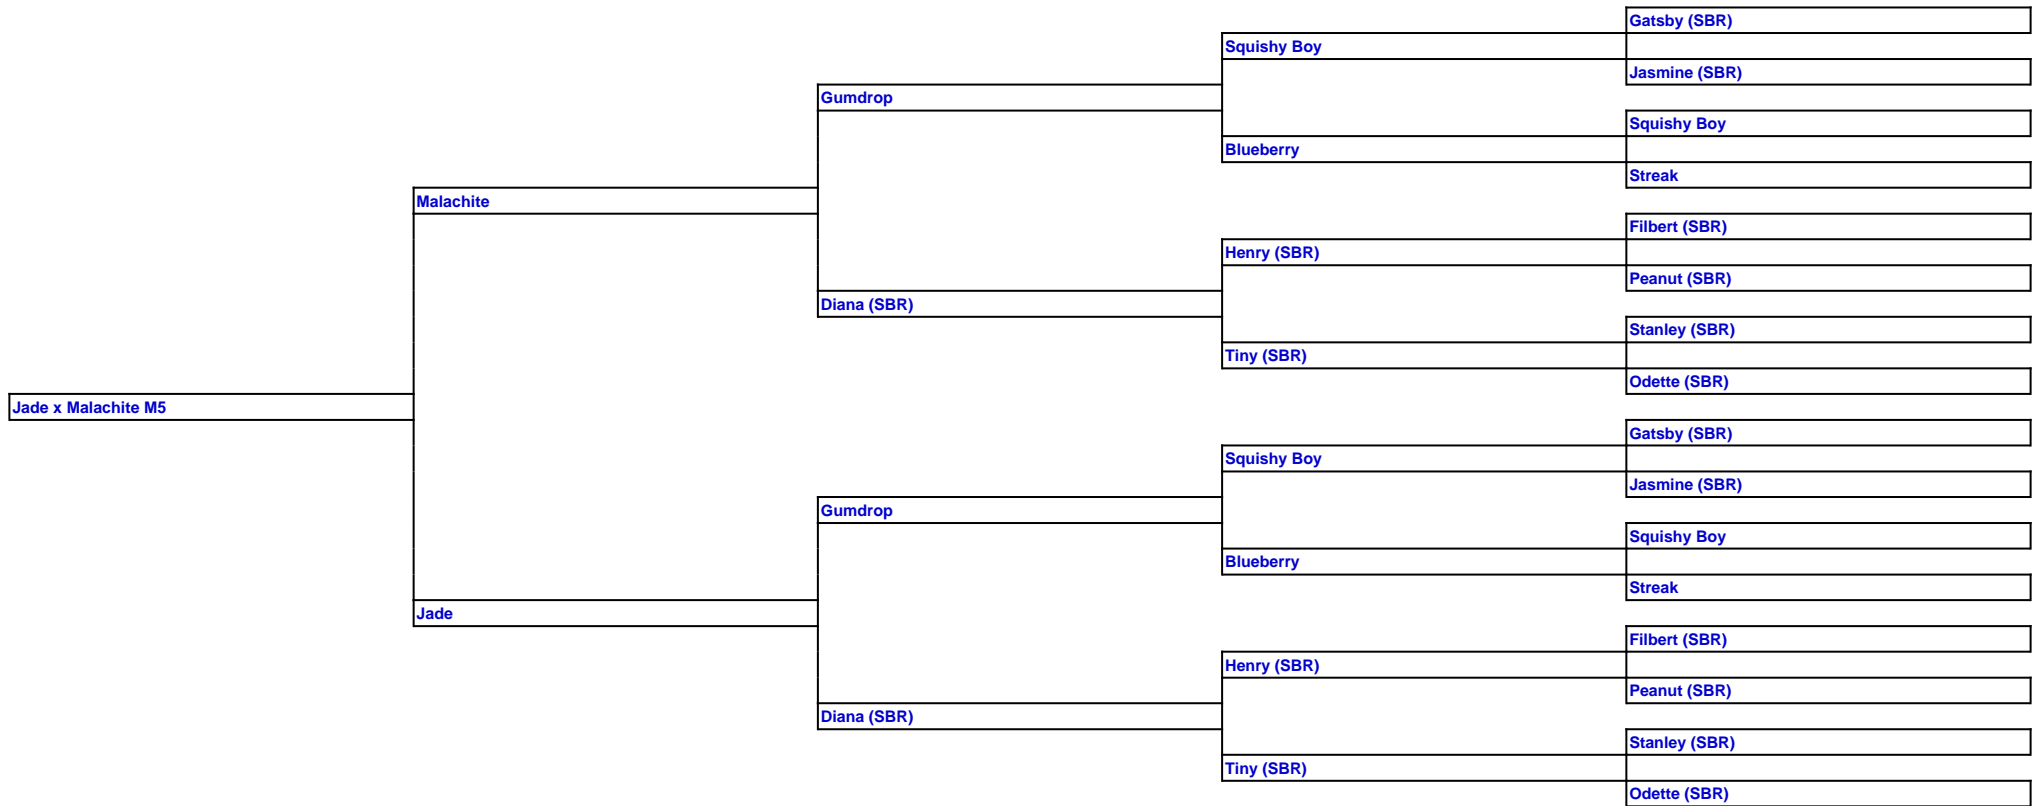 Gatsby (SBR)
Squishy Boy
Jasmine (SBR)
Gumdrop
Squishy Boy
Blueberry
Streak
Malachite
Filbert (SBR)
Henry (SBR)
Peanut (SBR)
Diana (SBR)
Stanley (SBR)
Tiny (SBR)
Odette (SBR)
Jade x Malachite M5
Gatsby (SBR)
Squishy Boy
Jasmine (SBR)
Gumdrop
Squishy Boy
Blueberry
Streak
Jade
Filbert (SBR)
Henry (SBR)
Peanut (SBR)
Diana (SBR)
Stanley (SBR)
Tiny (SBR)
Odette (SBR)